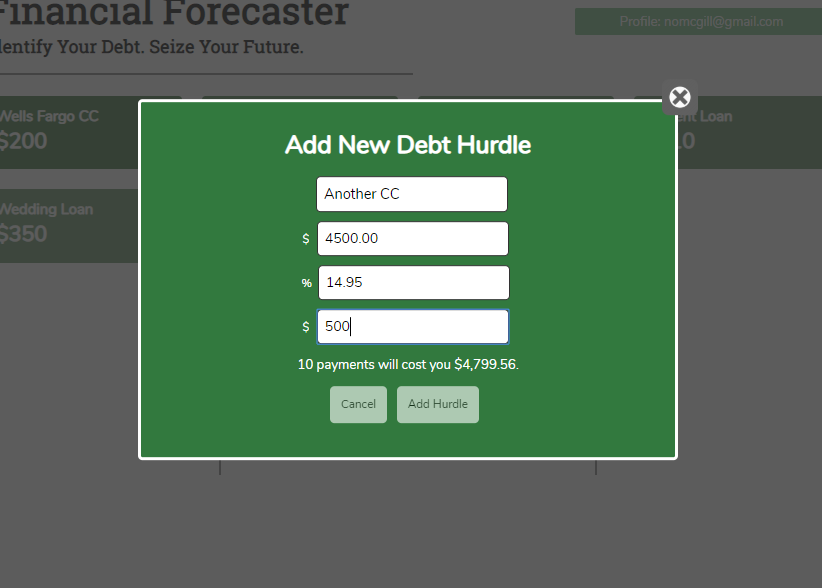 Financial Forecaster
Identify Your Debt. Seize Your Future.
Profile: nomcgill@gmail.com
Wells Fargo CC
$200
Loan
Wedding Loan
$350
Add New Debt Hurdle
Another CC
$ 4500.00
% 14.95
$ 500
10 payments will cost you $4,799.56.
Cancel
Add Hurdle